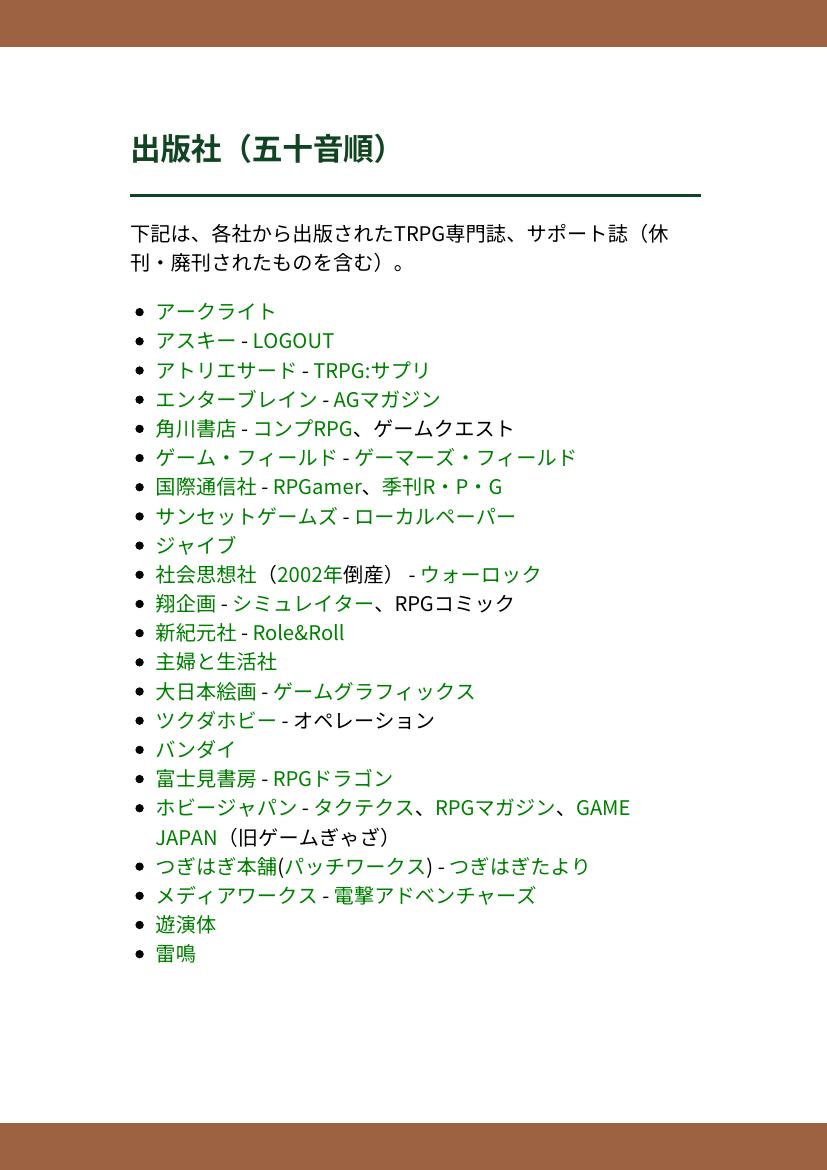 出版社（五十音順）
下記は、各社から出版されたTRPG専門誌、サポート誌（休
刊・廃刊されたものを含む）。
アークライト
アスキー - LOGOUT
アトリエサード - TRPG:サプリ
エンターブレイン - AGマガジン
角川書店 - コンプRPG、ゲームクエスト
ゲーム・フィールド - ゲーマーズ・フィールド
国際通信社 - RPGamer、季刊R・P・G
サンセットゲームズ - ローカルペーパー
ジャイブ
社会思想社（2002年倒産） - ウォーロック
翔企画 - シミュレイター、RPGコミック
新紀元社 - Role&Roll
主婦と生活社
大日本絵画 - ゲームグラフィックス
ツクダホビー - オペレーション
バンダイ
富士見書房 - RPGドラゴン
ホビージャパン - タクテクス、RPGマガジン、GAME
JAPAN（旧ゲームぎゃざ）
つぎはぎ本舗(パッチワークス) - つぎはぎたより
メディアワークス - 電撃アドベンチャーズ
遊演体
雷鳴